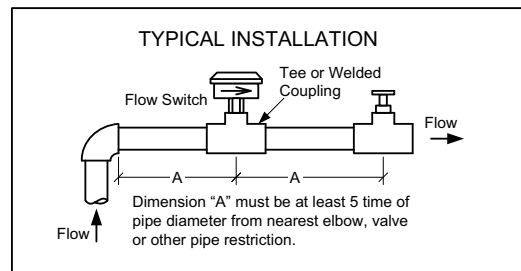 TYPICAL INSTALLATION
Tee or Welded
Coupling
Flow Switch
Flow
A
A
Dimension “A” must be at least 5 time of
pipe diameter from nearest elbow, valve
or other pipe restriction.
Flow